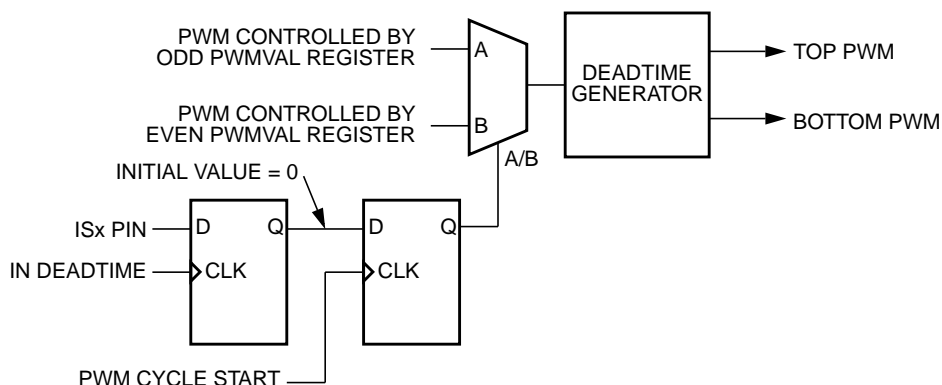 PWM CONTROLLED BY
ODD PWMVAL REGISTER
A
DEADTIME
GENERATOR
TOP PWM
PWM CONTROLLED BY
EVEN PWMVAL REGISTER
B
BOTTOM PWM
A/B
INITIAL VALUE = 0
ISx PIN
D
Q
D
Q
IN DEADTIME
CLK
CLK
PWM CYCLE START